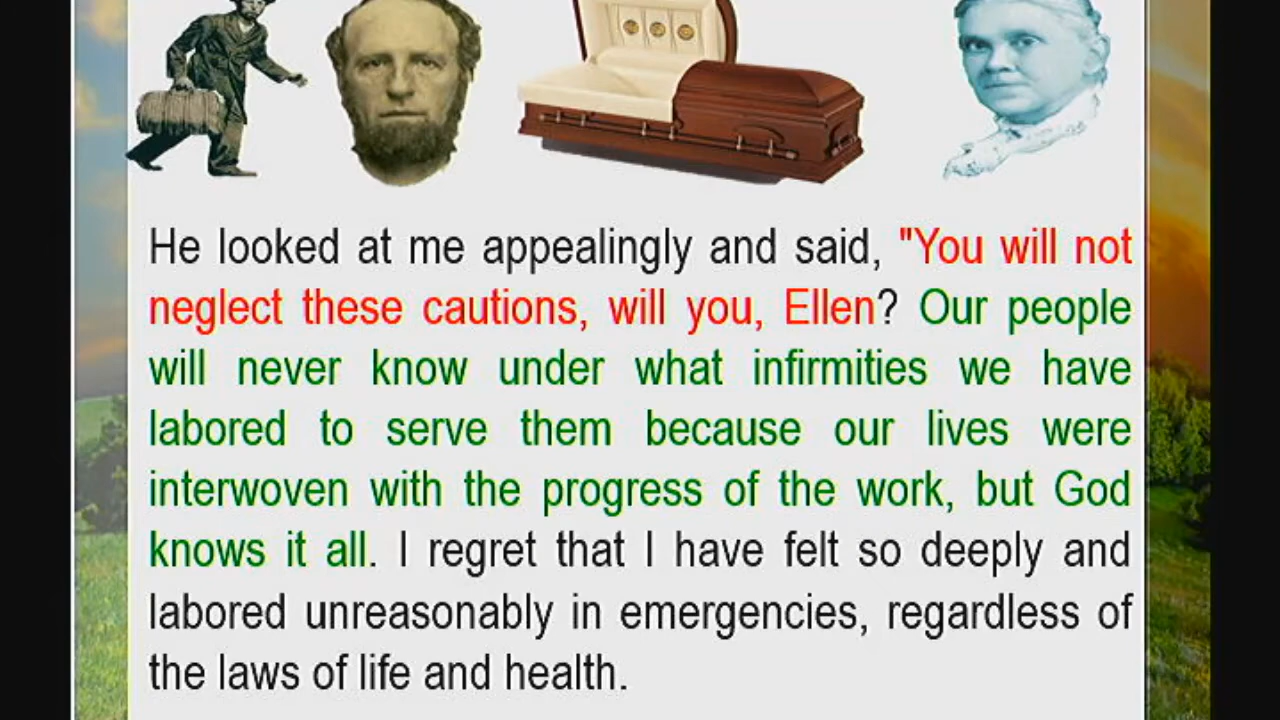 He looked at me appealingly and said, "You will not
neglect these cautions, will you, Ellen? Our people
will never know under what infirmities we have
labored to serve them because our lives were
interwoven with the progress of the work, but God
knows it all. I regret that I have felt so deeply and
labored unreasonably in emergencies, regardless of
the laws of life and health.